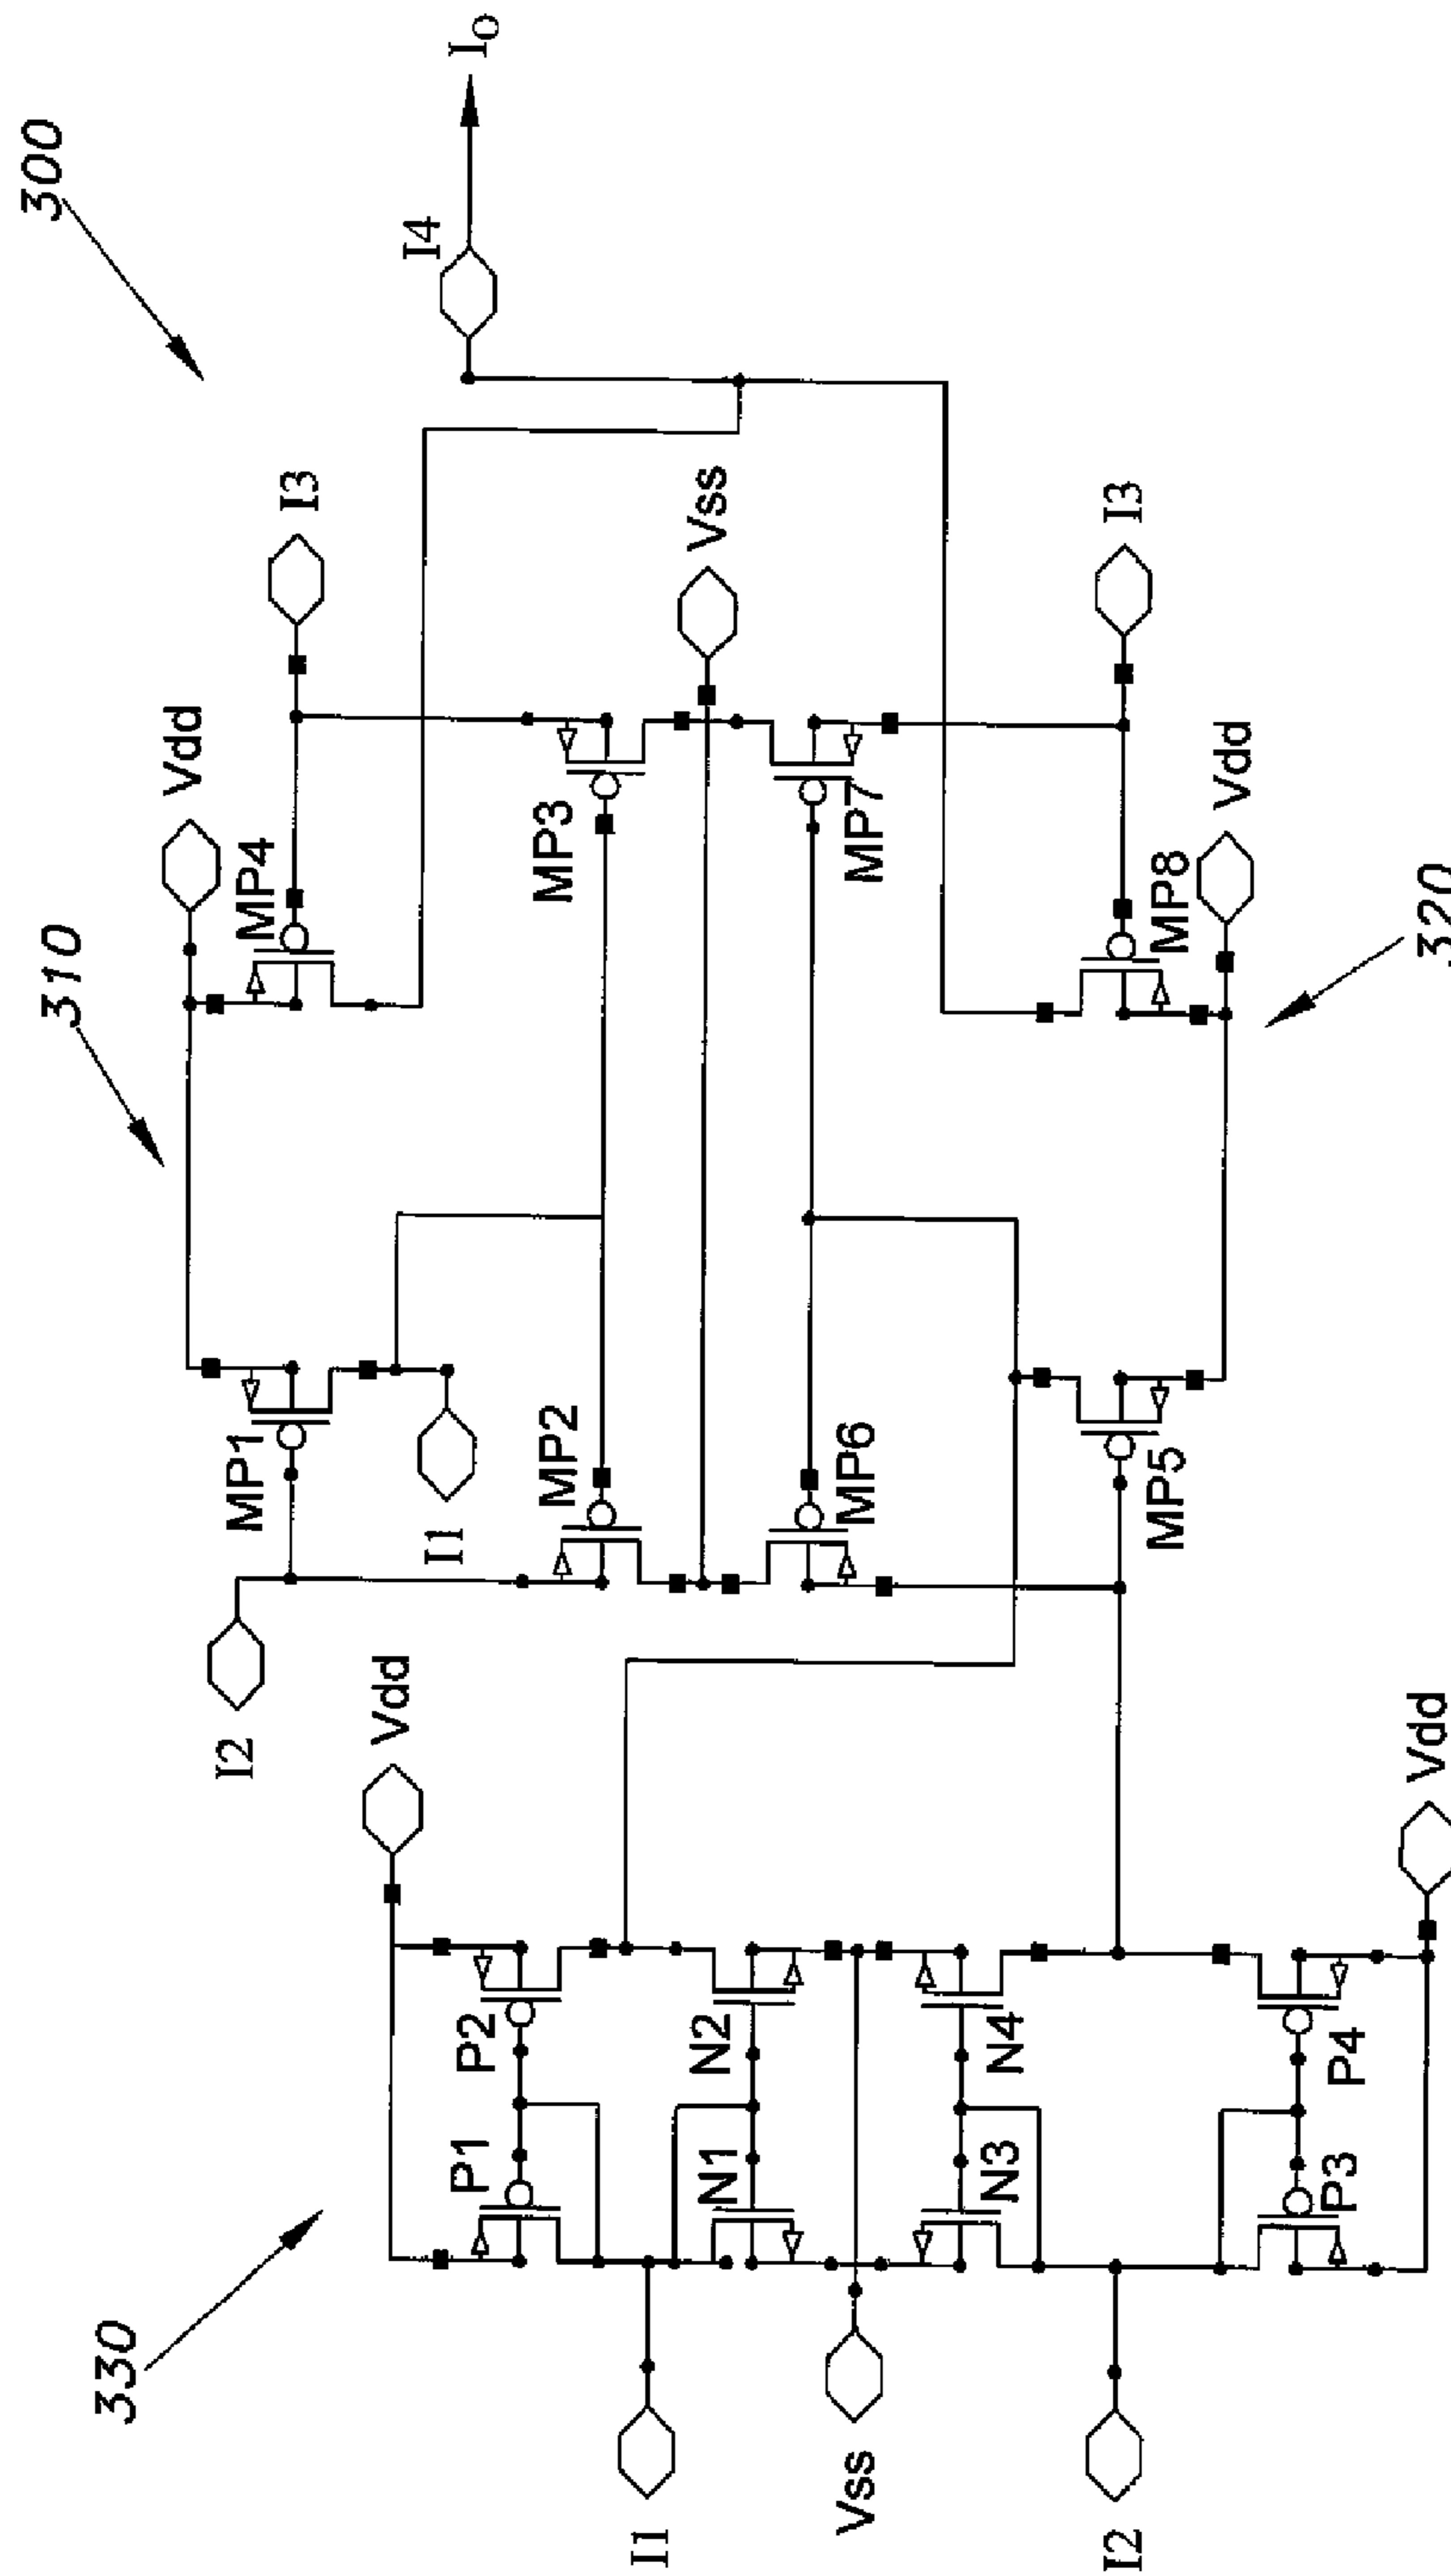 300
310
I4
I₀
Vdd
MP4
I3
MP1
I1
I2
MP2
MP3
Vss
MP6
MP7
MP5
MP8
I3
Vdd
320
330
Vdd
P1
P2
I1
N1
N2
Vss
N3
N4
I2
P3
P4
Vdd